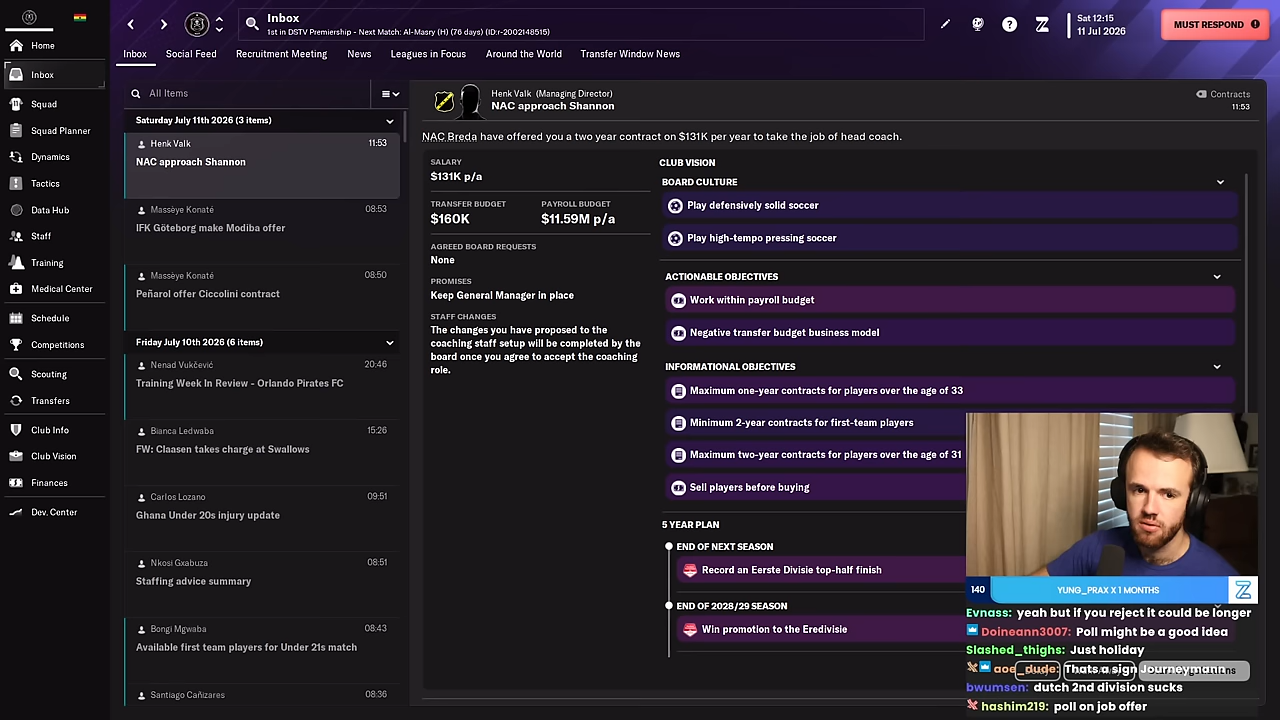 Inbox
1st in DSTV Premiership - Next Match: Al-Masry (H) (76 days) (ID:r-2002148515)
Sat 12:15
11 Jul 2026
MUST RESPOND
Home
Inbox
Squad
Squad Planner
Dynamics
Tactics
Data Hub
Staff
Training
Medical Center
Schedule
Competitions
Scouting
Transfers
Club Info
Club Vision
Finances
Dev. Center
Inbox
Social Feed
Recruitment Meeting
News
Leagues in Focus
Around the World
Transfer Window News
All Items
Saturday July 11th 2026 (3 items)
Henk Valk 11:53
NAC approach Shannon
Massèye Konaté 08:53
IFK Göteborg make Modiba offer
Massèye Konaté 08:50
Peñarol offer Ciccolini contract
Friday July 10th 2026 (6 items)
Nenad Vukčević 20:46
Training Week In Review - Orlando Pirates FC
Bianca Ledwaba 15:26
FW: Claasen takes charge at Swallows
Carlos Lozano 09:51
Ghana Under 20s injury update
Nkosi Gxabuza 08:51
Staffing advice summary
Bongi Mgwaba 08:43
Available first team players for Under 21s match
Santiago Cañizares 08:36
Henk Valk (Managing Director)
NAC approach Shannon
Contracts
11:53
NAC Breda have offered you a two year contract on $131K per year to take the job of head coach.
SALARY
$131K p/a
TRANSFER BUDGET PAYROLL BUDGET
$160K $11.59M p/a
AGREED BOARD REQUESTS
None
PROMISES
Keep General Manager in place
STAFF CHANGES
The changes you have proposed to the
coaching staff setup will be completed by the
board once you agree to accept the coaching
role.
CLUB VISION
BOARD CULTURE
Play defensively solid soccer
Play high-tempo pressing soccer
ACTIONABLE OBJECTIVES
Work within payroll budget
Negative transfer budget business model
INFORMATIONAL OBJECTIVES
Maximum one-year contracts for players over the age of 33
Minimum 2-year contracts for first-team players
Maximum two-year contracts for players over the age of 31
Sell players before buying
5 YEAR PLAN
END OF NEXT SEASON
Record an Eerste Divisie top-half finish
END OF 2028/29 SEASON
Win promotion to the Eredivisie
140 YUNG_PRAX X 1 MONTHS
Evnass: yeah but if you reject it could be longer
Doineann3007: Poll might be a good idea
Slashed_thighs: Just holiday
aoe_dude: Thats a sign Journeymann
bwumsen: dutch 2nd division sucks
hashim219: poll on job offer